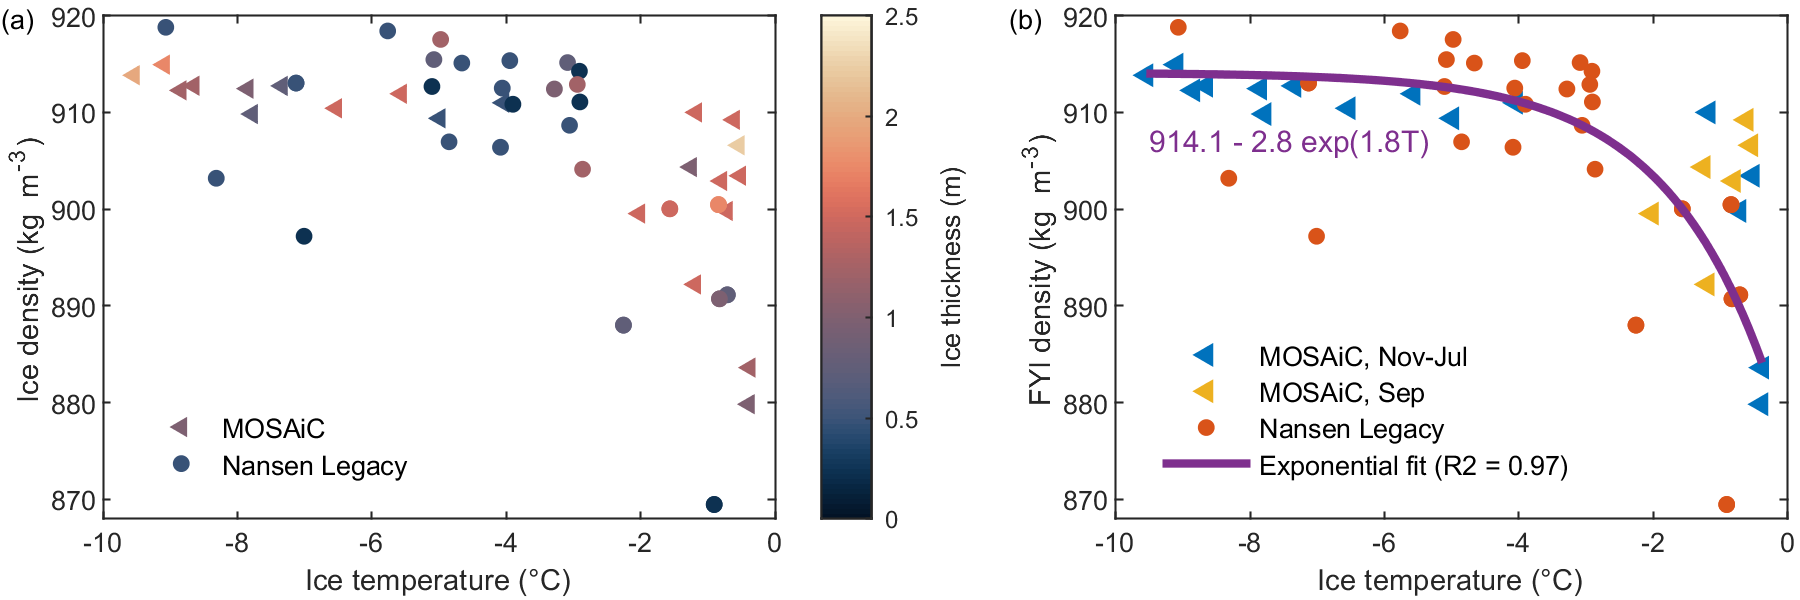 (a)
920
910
900
890
880
870
Ice density (kg m-3)
-10
-8
-6
-4
-2
0
Ice temperature (°C)
MOSAiC
Nansen Legacy
2.5
2
1.5
1
0.5
0
Ice thickness (m)
(b)
920
910
900
890
880
870
FYI density (kg m-3)
914.1 - 2.8 exp(1.8T)
MOSAiC, Nov-Jul
MOSAiC, Sep
Nansen Legacy
Exponential fit (R2 = 0.97)
-10
-8
-6
-4
-2
0
Ice temperature (°C)